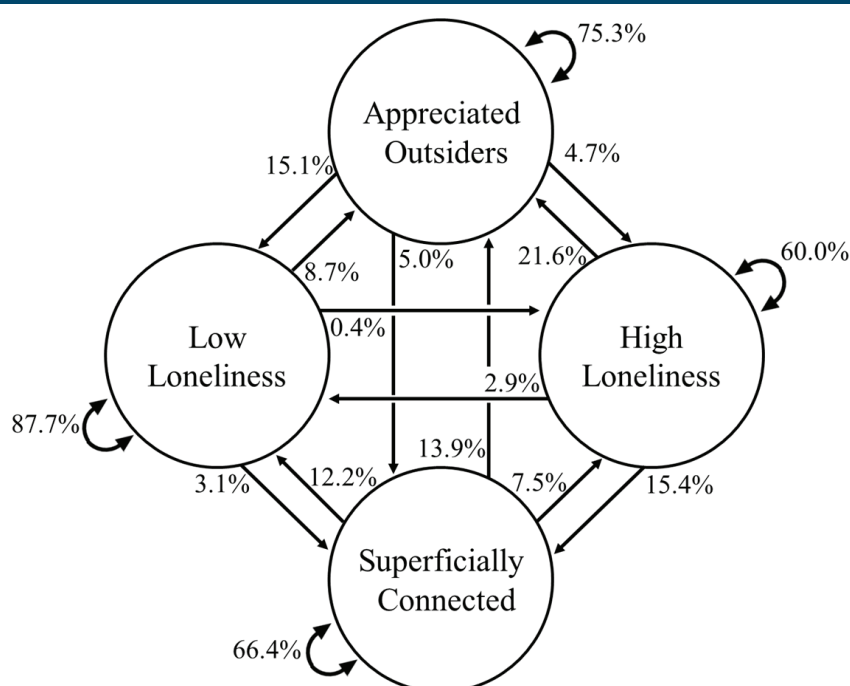 75.3%
Appreciated
Outsiders
4.7%
15.1%
8.7%
5.0%
21.6%
60.0%
0.4%
Low
Loneliness
High
Loneliness
2.9%
87.7%
13.9%
3.1%
12.2%
7.5%
15.4%
Superficially
Connected
66.4%